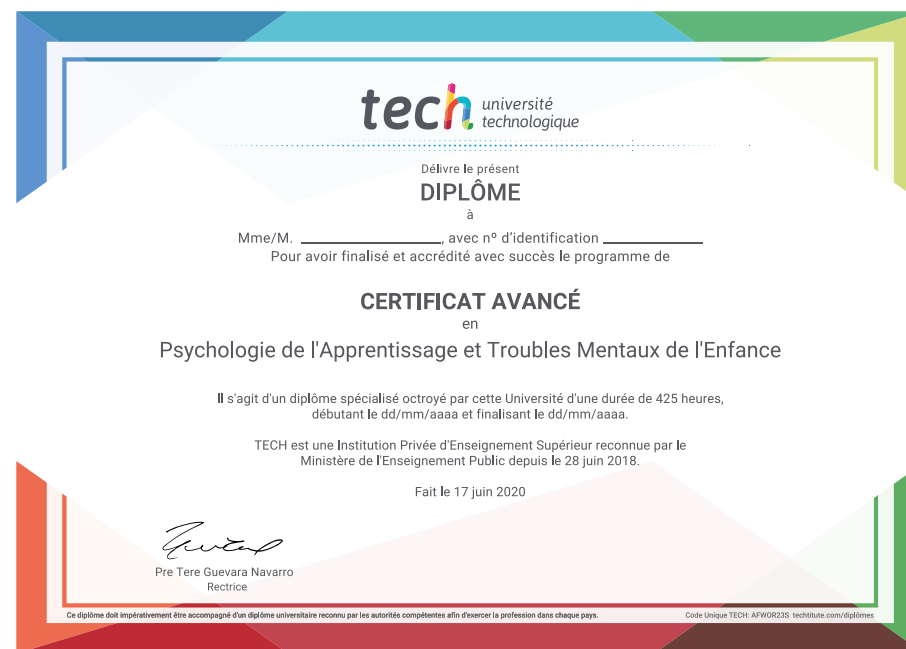 tech université
technologique
Délivre le présent
DIPLÔME
à
Mme/M. ____________________, avec nº d'identification ______________
Pour avoir finalisé et accrédité avec succès le programme de
CERTIFICAT AVANCÉ
en
Psychologie de l'Apprentissage et Troubles Mentaux de l'Enfance
Il s'agit d'un diplôme spécialisé octroyé par cette Université d'une durée de 425 heures,
débutant le dd/mm/aaaa et finalisant le dd/mm/aaaa.
TECH est une Institution Privée d'Enseignement Supérieur reconnue par le
Ministère de l'Enseignement Public depuis le 28 juin 2018.
Fait le 17 juin 2020
Pre Tere Guevara Navarro
Rectrice
Ce diplôme doit impérativement être accompagné d'un diplôme universitaire reconnu par les autorités compétentes afin d'exercer la profession dans chaque pays.
Code Unique TECH: AFWOR23S techtitute.com/diplômes